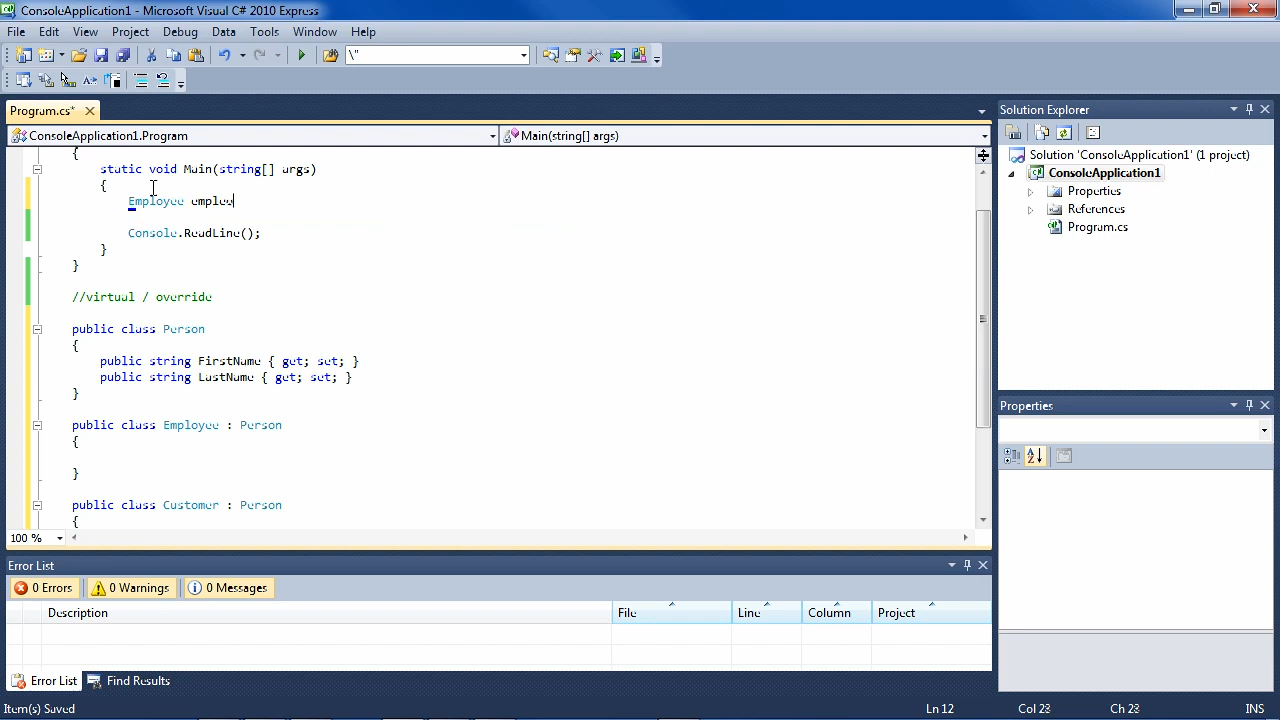 ConsoleApplication1 - Microsoft Visual C# 2010 Express
File Edit View Project Debug Data Tools Window Help
\"
Program.cs*
ConsoleApplication1.Program Main(string[] args)
{
static void Main(string[] args)
{
Employee emplee
Console.ReadLine();
}
}
//virtual / override
public class Person
{
public string FirstName { get; set; }
public string LastName { get; set; }
}
public class Employee : Person
{
}
public class Customer : Person
{
100 %
Solution Explorer
Solution 'ConsoleApplication1' (1 project)
ConsoleApplication1
Properties
References
Program.cs
Properties
Error List
0 Errors 0 Warnings 0 Messages
Description File Line Column Project
Error List Find Results
Item(s) Saved Ln 12 Col 23 Ch 23 INS